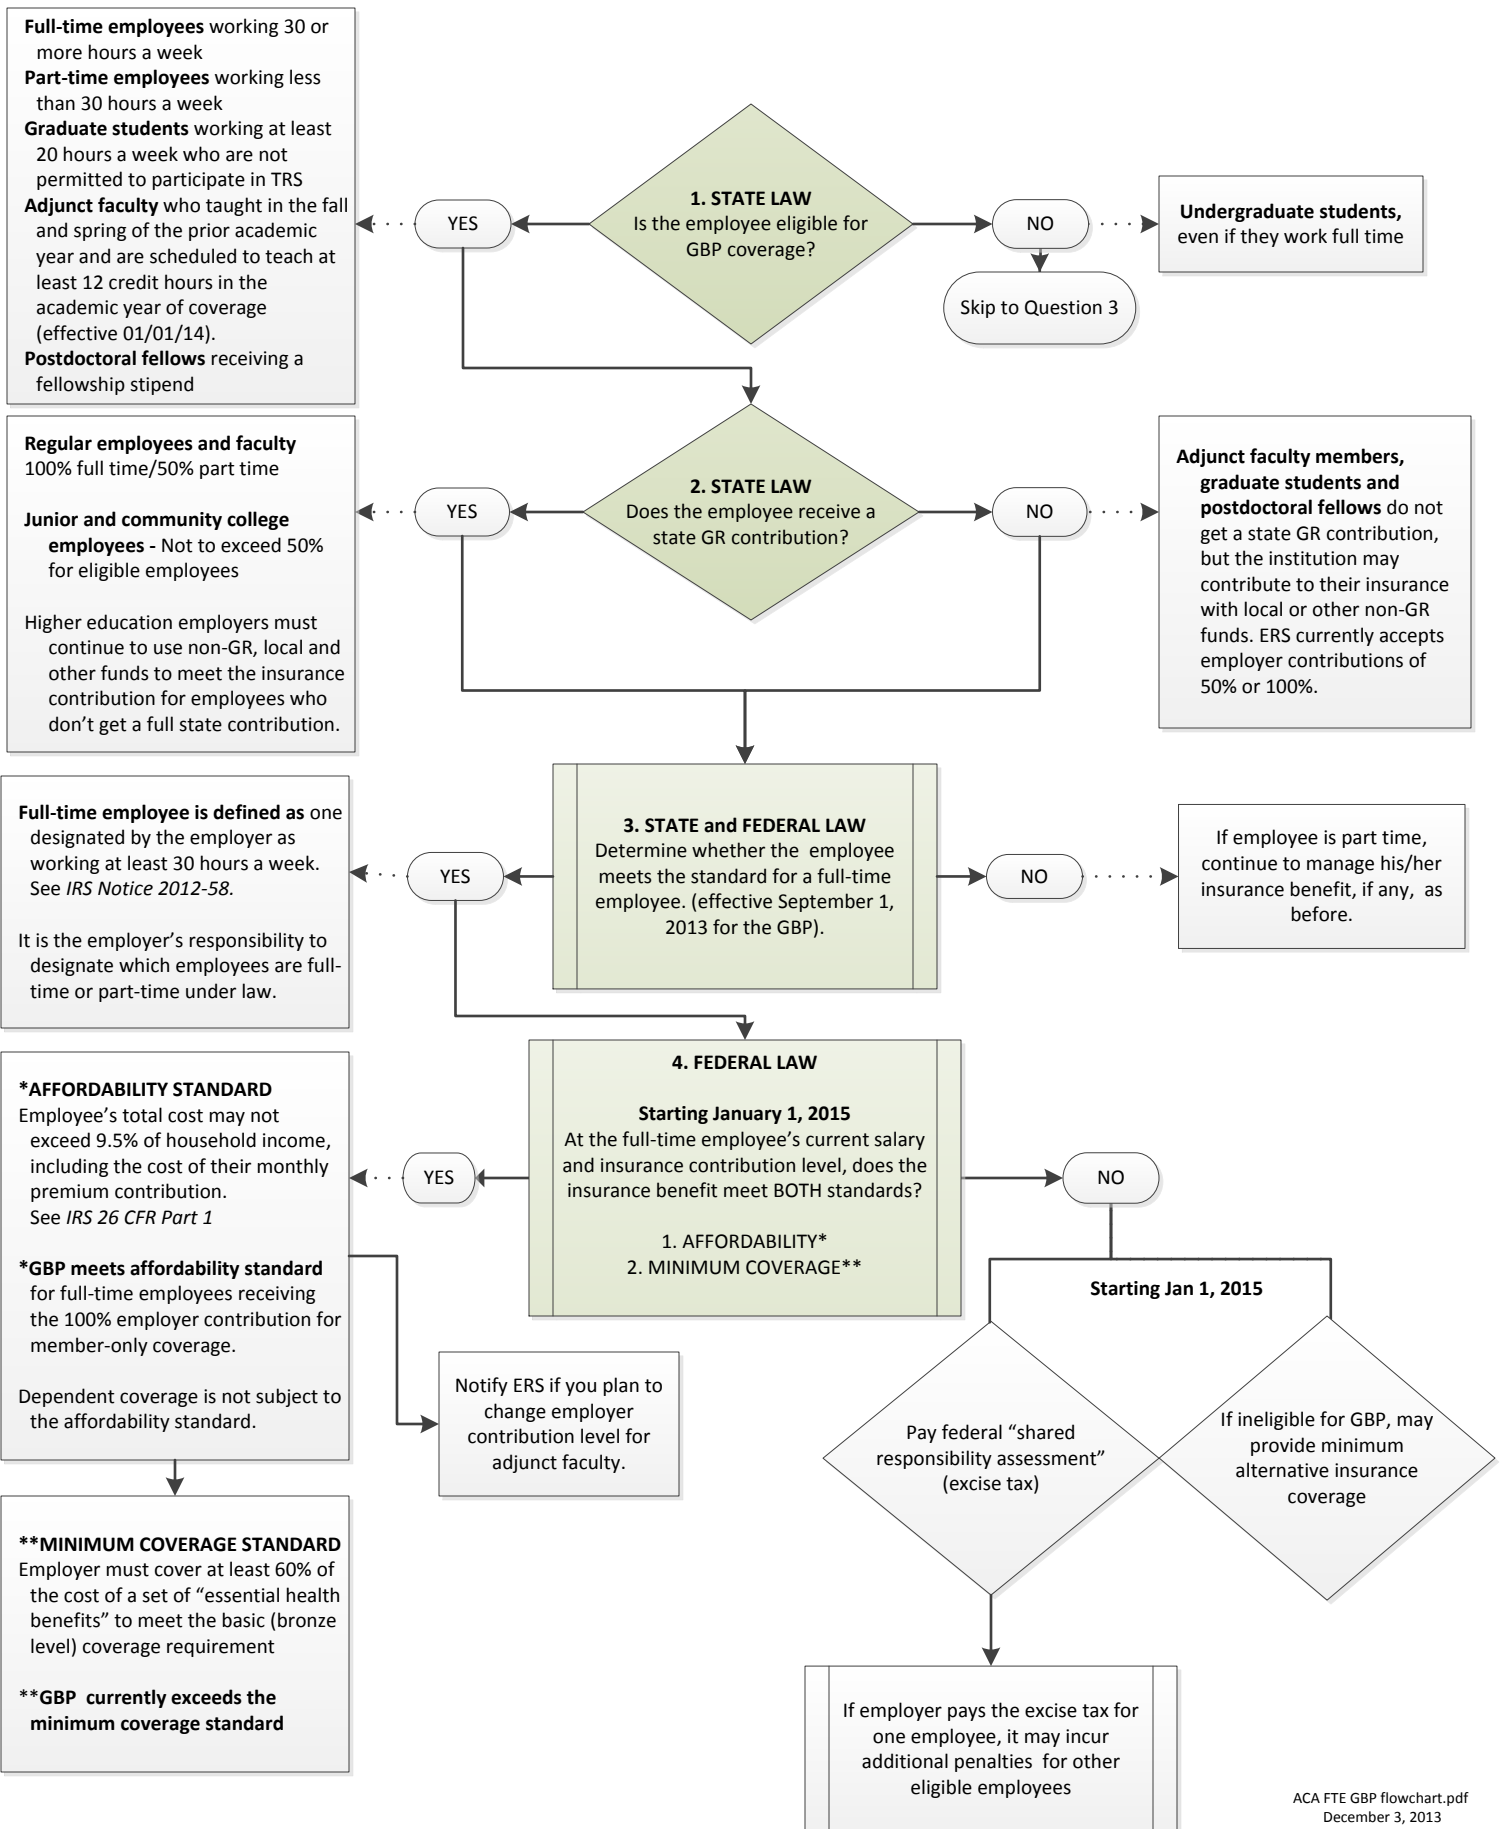 Full-time employees working 30 or
more hours a week
Part-time employees working less
than 30 hours a week
Graduate students working at least
20 hours a week who are not
permitted to participate in TRS
Adjunct faculty who taught in the fall
and spring of the prior academic
year and are scheduled to teach at
least 12 credit hours in the
academic year of coverage
(effective 01/01/14).
Postdoctoral fellows receiving a
fellowship stipend
YES
1. STATE LAW
Is the employee eligible for
GBP coverage?
NO
Skip to Question 3
Undergraduate students,
even if they work full time
Regular employees and faculty
100% full time/50% part time
Junior and community college
employees - Not to exceed 50%
for eligible employees
Higher education employers must
continue to use non-GR, local and
other funds to meet the insurance
contribution for employees who
don’t get a full state contribution.
YES
2. STATE LAW
Does the employee receive a
state GR contribution?
NO
Adjunct faculty members,
graduate students and
postdoctoral fellows do not
get a state GR contribution,
but the institution may
contribute to their insurance
with local or other non-GR
funds. ERS currently accepts
employer contributions of
50% or 100%.
Full-time employee is defined as one
designated by the employer as
working at least 30 hours a week.
See IRS Notice 2012-58.
It is the employer’s responsibility to
designate which employees are full-
time or part-time under law.
YES
3. STATE and FEDERAL LAW
Determine whether the employee
meets the standard for a full-time
employee. (effective September 1,
2013 for the GBP).
NO
If employee is part time,
continue to manage his/her
insurance benefit, if any, as
before.
*AFFORDABILITY STANDARD
Employee’s total cost may not
exceed 9.5% of household income,
including the cost of their monthly
premium contribution.
See IRS 26 CFR Part 1
*GBP meets affordability standard
for full-time employees receiving
the 100% employer contribution for
member-only coverage.
Dependent coverage is not subject to
the affordability standard.
YES
4. FEDERAL LAW
Starting January 1, 2015
At the full-time employee’s current salary
and insurance contribution level, does the
insurance benefit meet BOTH standards?
1. AFFORDABILITY*
2. MINIMUM COVERAGE**
NO
Starting Jan 1, 2015
Notify ERS if you plan to
change employer
contribution level for
adjunct faculty.
Pay federal “shared
responsibility assessment”
(excise tax)
If ineligible for GBP, may
provide minimum
alternative insurance
coverage
**MINIMUM COVERAGE STANDARD
Employer must cover at least 60% of
the cost of a set of “essential health
benefits” to meet the basic (bronze
level) coverage requirement
**GBP currently exceeds the
minimum coverage standard
If employer pays the excise tax for
one employee, it may incur
additional penalties for other
eligible employees
ACA FTE GBP flowchart.pdf
December 3, 2013